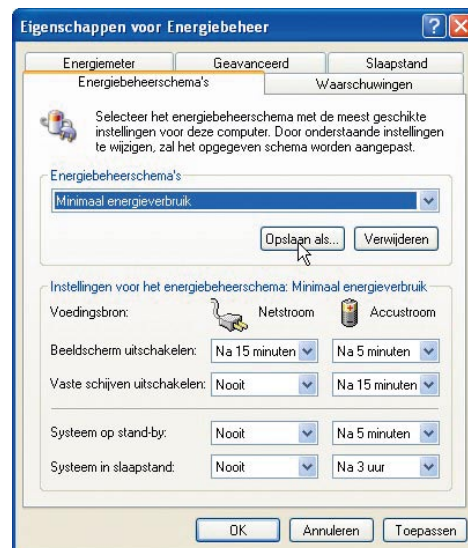 Eigenschappen voor Energiebeheer
Energiemeter Geavanceerd Slaapstand
Energiebeheerschema's Waarschuwingen
Selecteer het energiebeheerschema met de meest geschikte
instellingen voor deze computer. Door onderstaande instellingen
te wijzigen, zal het opgegeven schema worden aangepast.
Energiebeheerschema's
Minimaal energieverbruik
Opslaan als... Verwijderen
Instellingen voor het energiebeheerschema: Minimaal energieverbruik
Voedingsbron: Netstroom Accustroom
Beeldscherm uitschakelen: Na 15 minuten Na 5 minuten
Vaste schijven uitschakelen: Nooit Na 15 minuten
Systeem op stand-by: Nooit Na 5 minuten
Systeem in slaapstand: Nooit Na 3 uur
OK Annuleren Toepassen